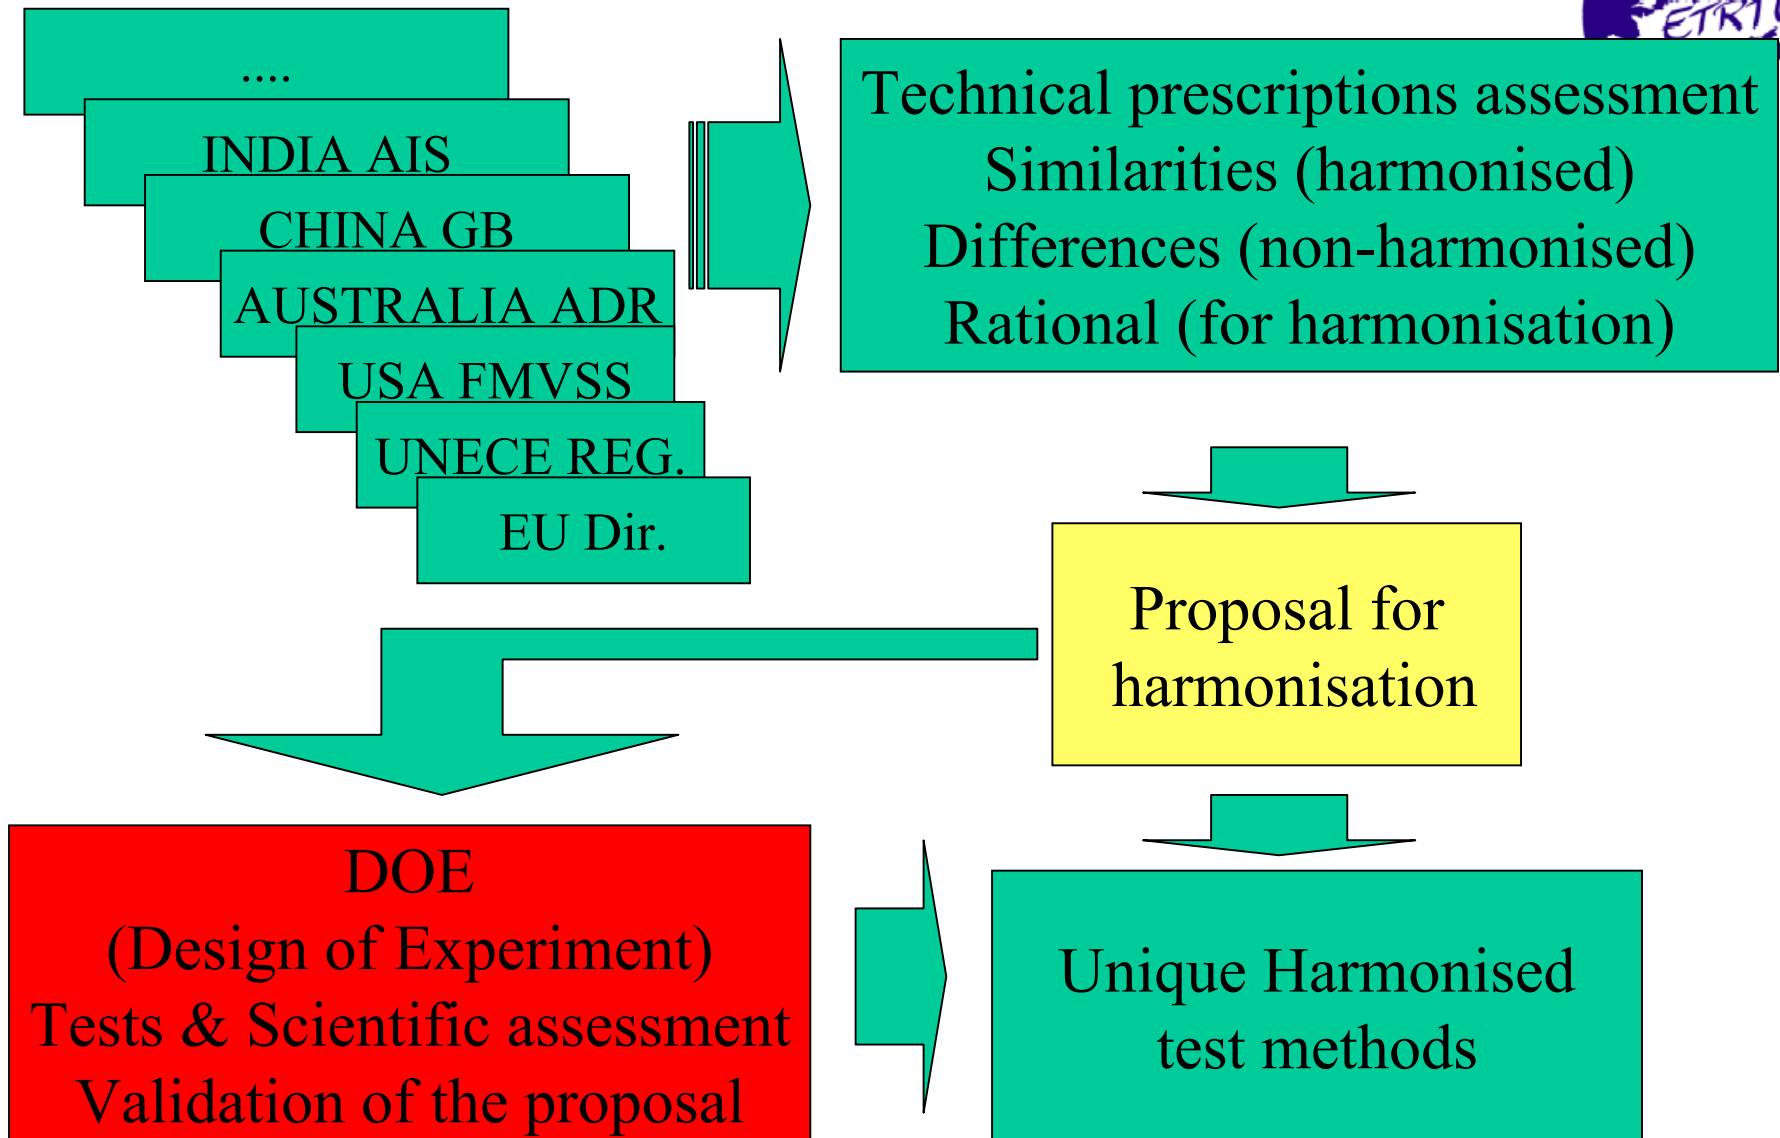 ....
INDIA AIS
CHINA GB
AUSTRALIA ADR
USA FMVSS
UNECE REG.
EU Dir.
Technical prescriptions assessment
Similarities (harmonised)
Differences (non-harmonised)
Rational (for harmonisation)
Proposal for
harmonisation
DOE
(Design of Experiment)
Tests & Scientific assessment
Validation of the proposal
Unique Harmonised
test methods